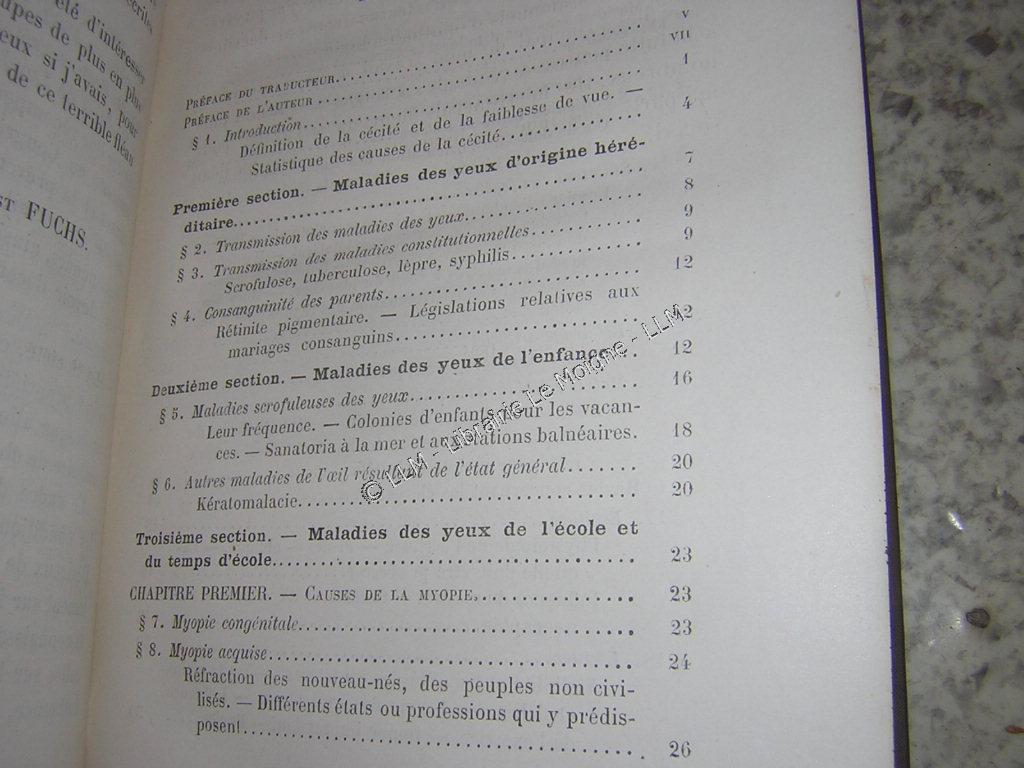 écrits
été d'intéresser
de plus en plus
eux si j'avais, pour
de ce terrible fléau
ST FUCHS.
PRÉFACE DU TRADUCTEUR. V
PRÉFACE DE L'AUTEUR VII
§ 1. Introduction 1
Définition de la cécité et de la faiblesse de vue. —
Statistique des causes de la cécité. 4
Première section. — Maladies des yeux d'origine héré-
ditaire. 7
§ 2. Transmission des maladies des yeux. 8
§ 3. Transmission des maladies constitutionnelles 9
Scrofulose, tuberculose, lèpre, syphilis. 9
§ 4. Consanguinité des parents. 12
Rétinite pigmentaire. — Législations relatives aux
mariages consanguins. 12
Deuxième section. — Maladies des yeux de l'enfance 12
§ 5. Maladies scrofuleuses des yeux 16
Leur fréquence. — Colonies d'enfants pour les vacan-
ces. — Sanatoria à la mer et aux stations balnéaires. 18
§ 6. Autres maladies de l'œil résultant de l'état général 20
Kératomalacie. 20
Troisième section. — Maladies des yeux de l'école et
du temps d'école. 23
CHAPITRE PREMIER. — CAUSES DE LA MYOPIE. 23
§ 7. Myopie congénitale. 23
§ 8. Myopie acquise. 24
Réfraction des nouveau-nés, des peuples non civi-
lisés. — Différents états ou professions qui y prédis-
posent. 26
© LLM - Librairie Le Moigne - LLM